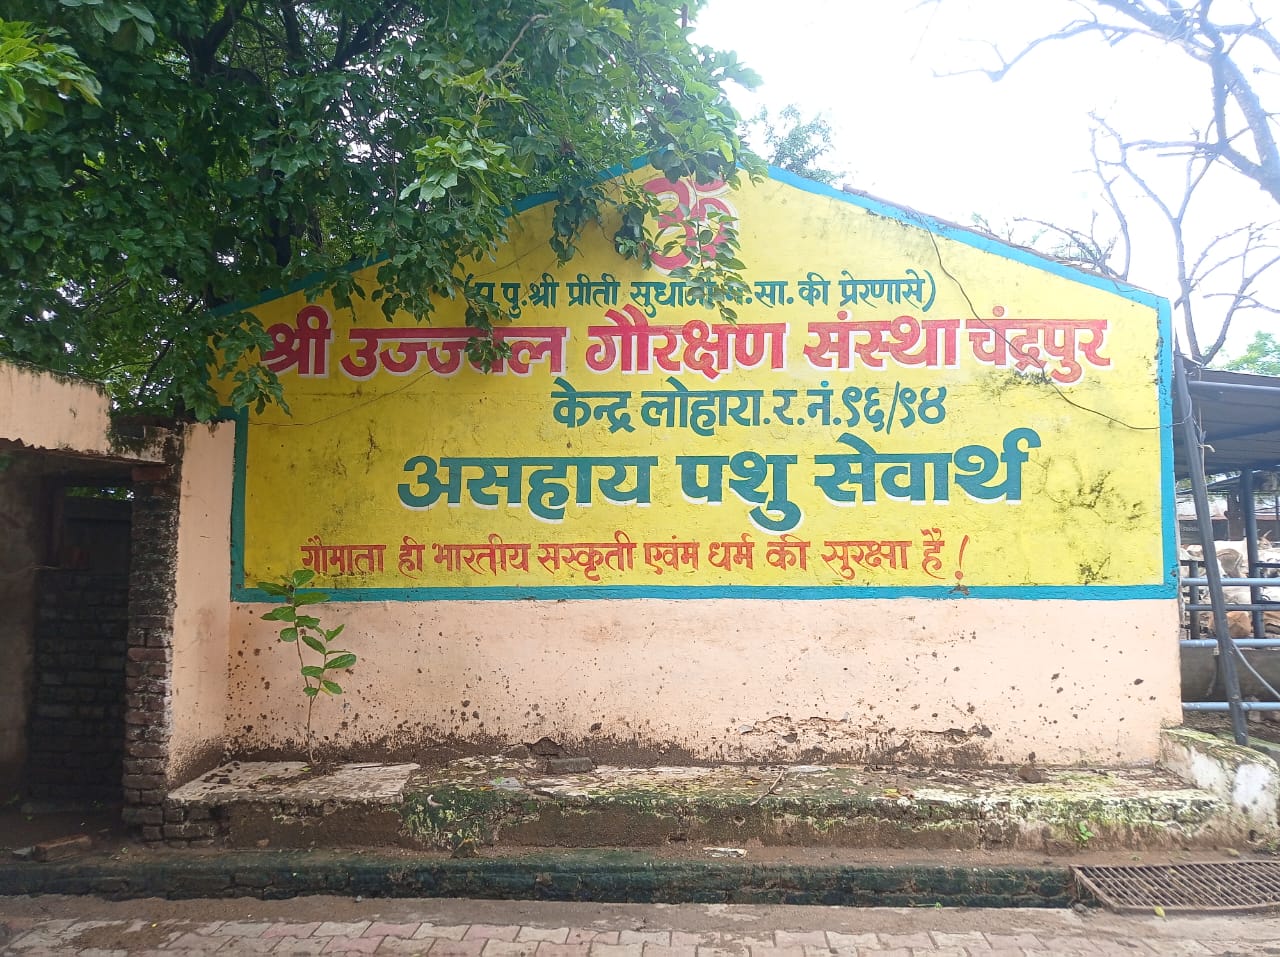 ॐ
(प.पु.श्री प्रीती सुधाजी म.सा. की प्रेरणासे)
श्री उज्ज्वल गौरक्षण संस्था चंद्रपुर
केन्द्र लोहारा. र. नं. ९६/९४
असहाय पशु सेवार्थ
गौमाता ही भारतीय सस्कृती एवंम धर्म की सुरक्षा है!